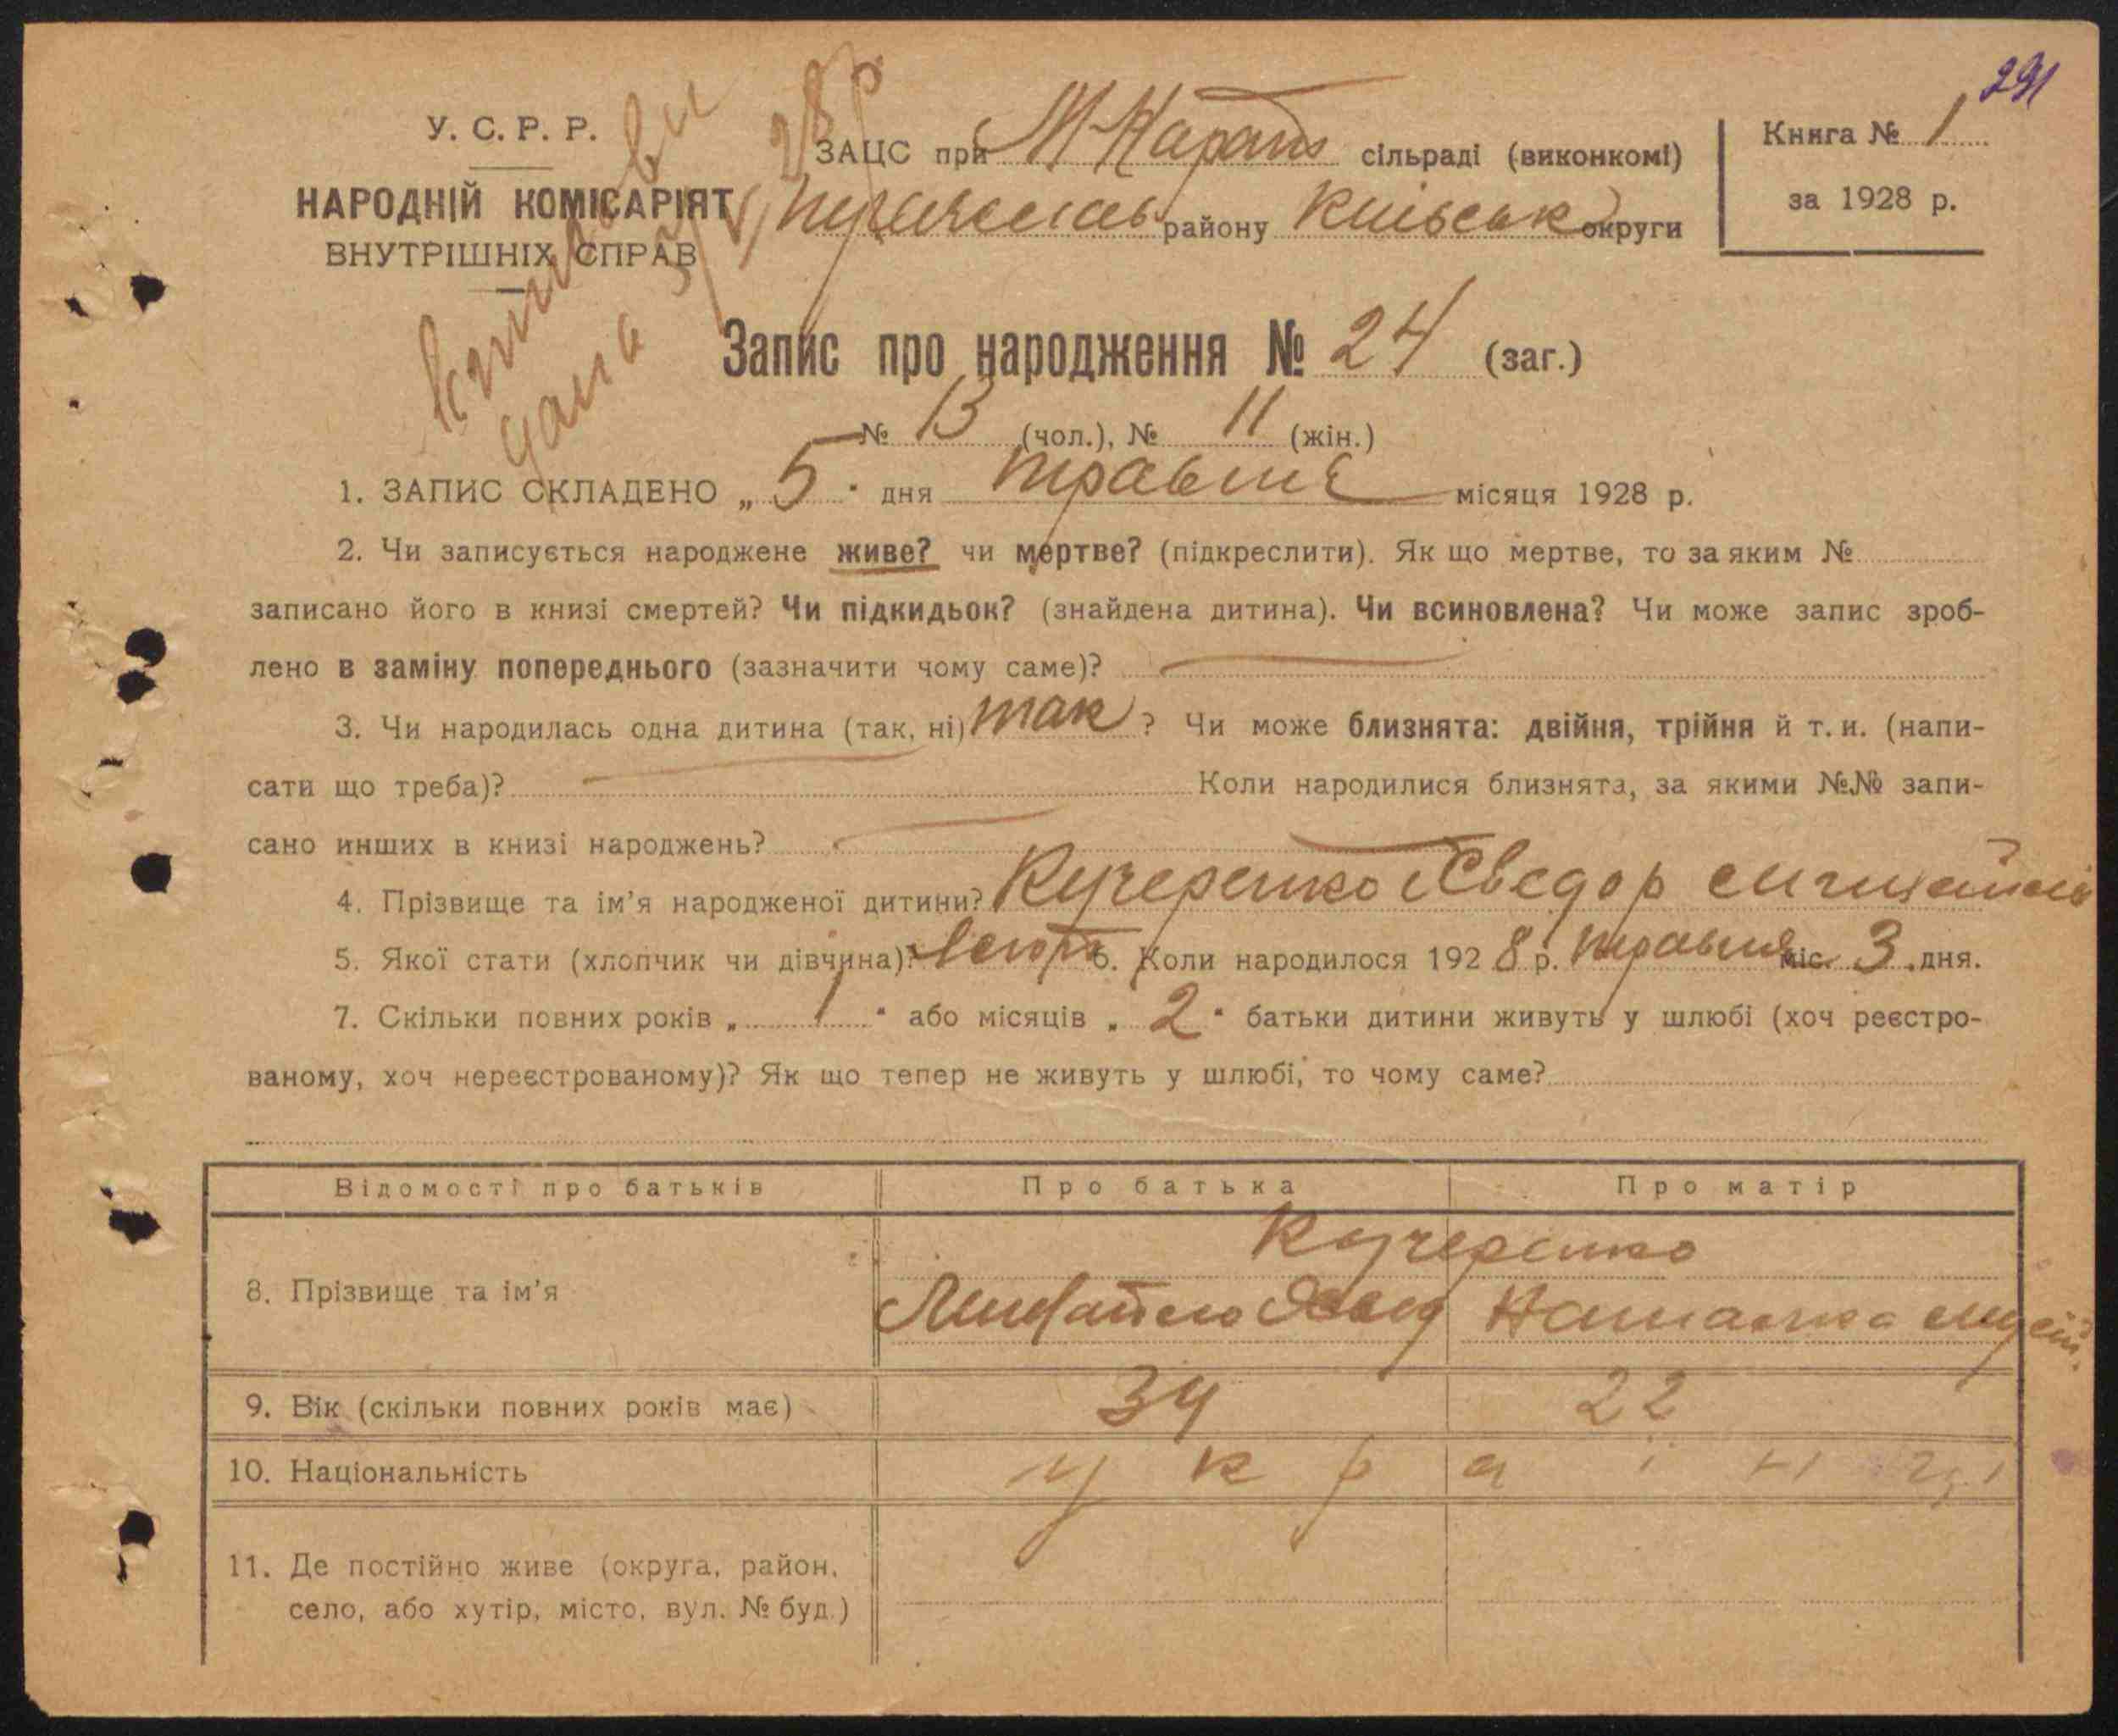 291
У. С. Р. Р.
НАРОДНІЙ КОМІСАРІЯТ
ВНУТРІШНІХ СПРАВ
ЗАЦС при М Карат сільраді (виконкомі)
району Київськ округи
Книга № 1
за 1928 р.
Запис про народження № 24 (заг.)
№ 13 (чол.), № 11 (жін.)
1. ЗАПИС СКЛАДЕНО „ 5 " дня травня місяця 1928 р.
2. Чи записується народжене живе? чи мертве? (підкреслити). Як що мертве, то за яким №
записано його в книзі смертей? Чи підкидьок? (знайдена дитина). Чи всиновлена? Чи може запис зроб-
лено в заміну попереднього (зазначити чому саме)?
3. Чи народилась одна дитина (так, ні) так ? Чи може близнята: двійня, трійня й т. и. (напи-
сати що треба)? Коли народилися близнята, за якими №№ запи-
сано инших в книзі народжень?
4. Прізвище та ім'я народженої дитини? Кучеренко
5. Якої стати (хлопчик чи дівчина)? 6. Коли народилося 192 8 р. травня міс. 3 дня.
7. Скільки повних років „ 1 " або місяців „ 2 " батьки дитини живуть у шлюбі (хоч реєстро-
ваному, хоч нереєстрованому)? Як що тепер не живуть у шлюбі, то чому саме?
Відомості про батьків Про батька Про матір
Кучеренко
8. Прізвище та ім'я
9. Вік (скільки повних років має) 34 22
10. Національність українці
11. Де постійно живе (округа, район,
село, або хутір, місто, вул. № буд.)